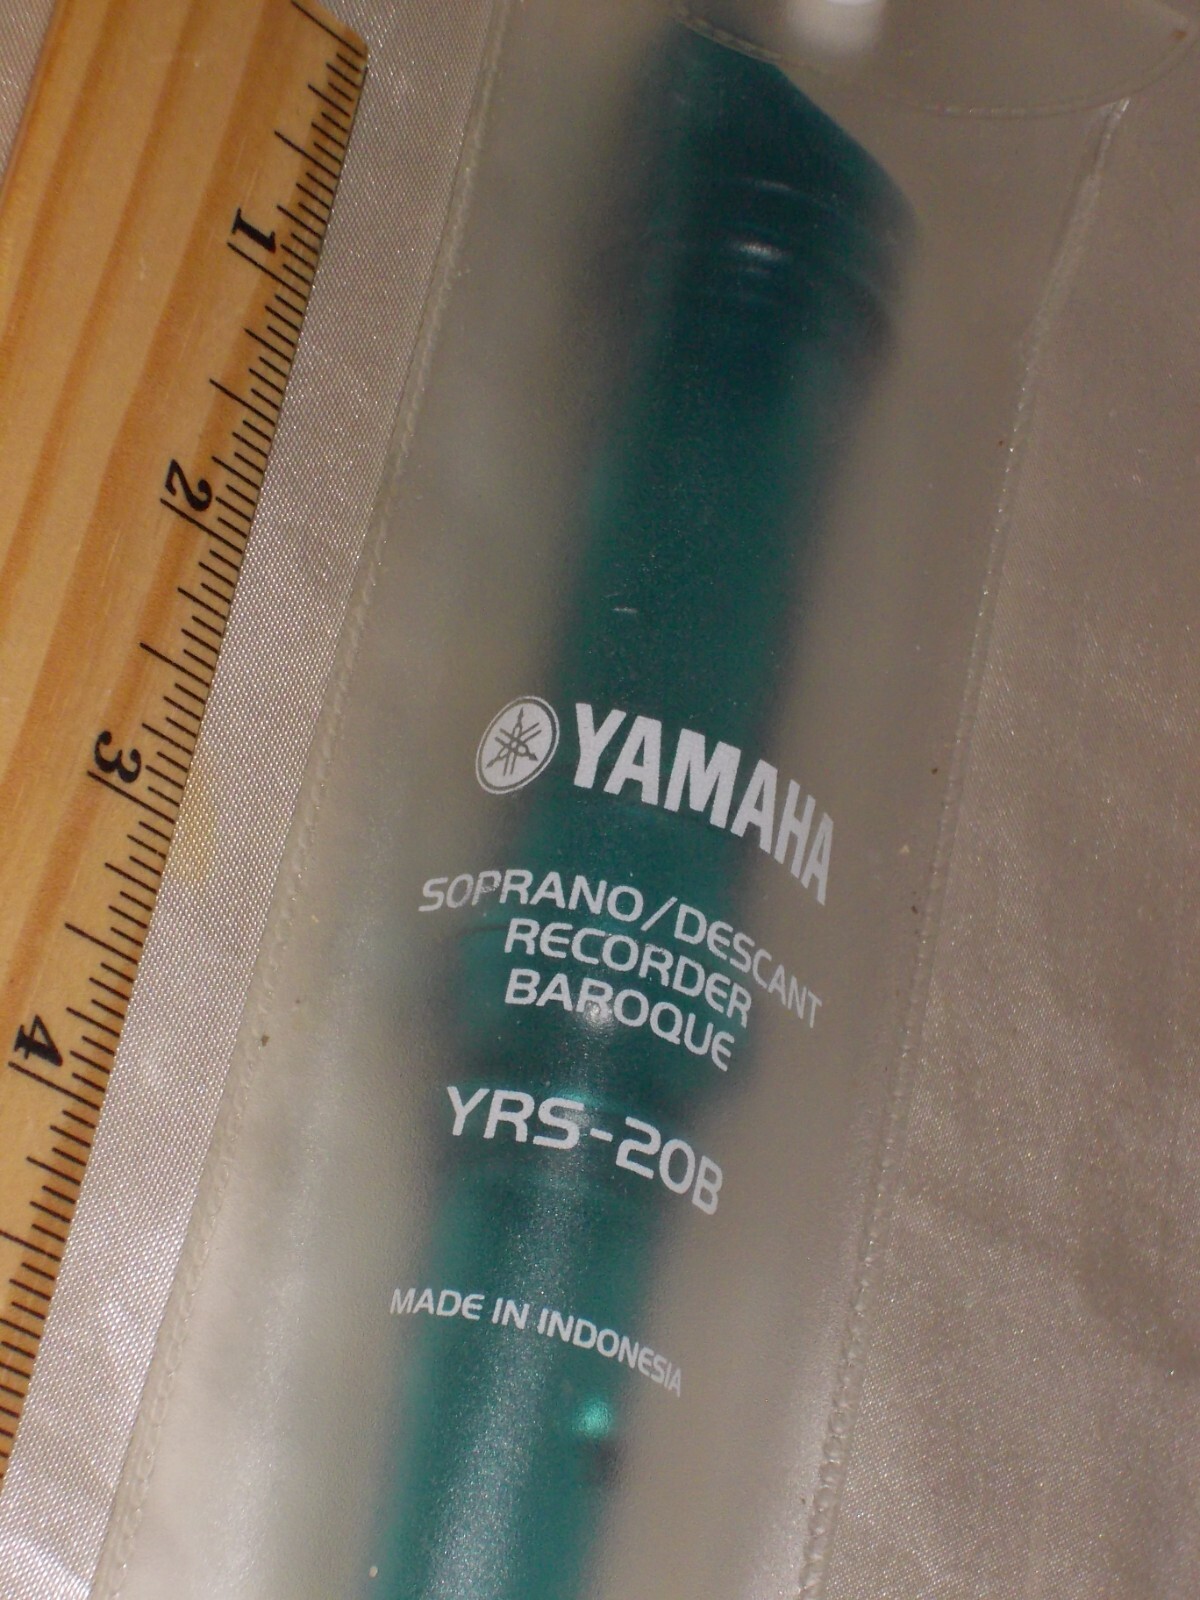 1
2
3
4
YAMAHA
SOPRANO/DESCANT
RECORDER
BAROQUE
YRS-20B
MADE IN INDONESIA